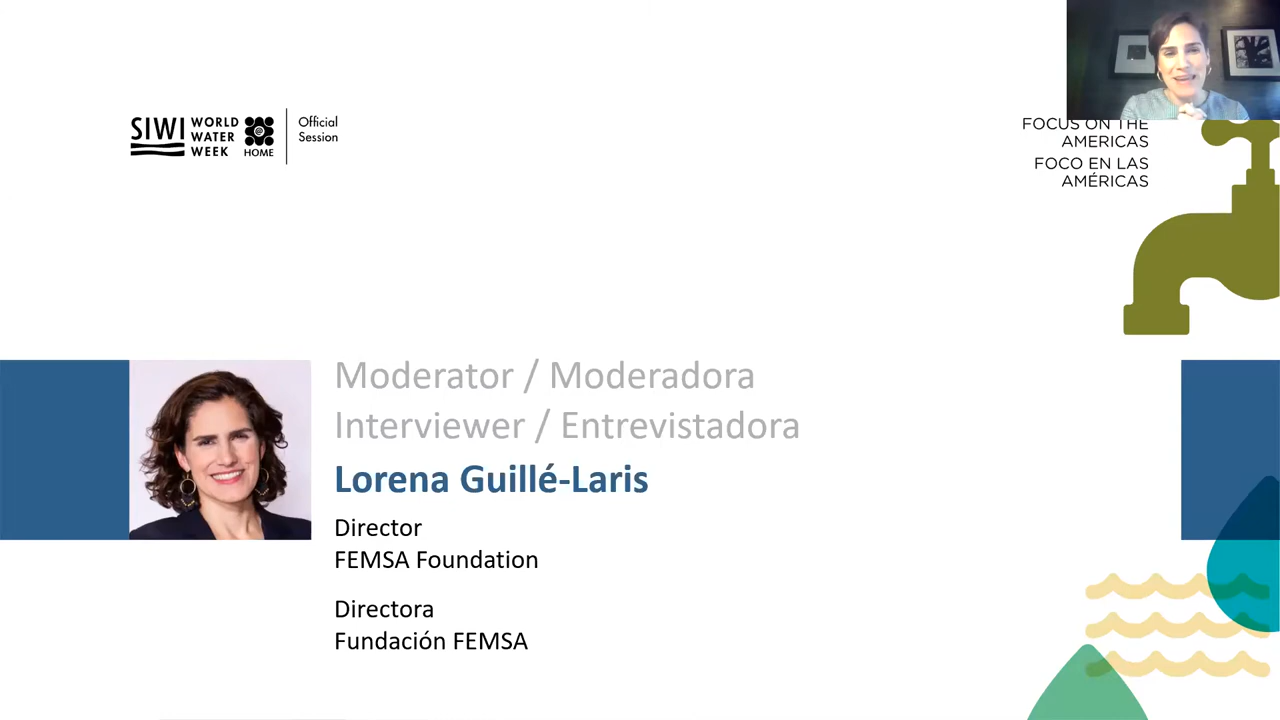 SIWI
WORLD
WATER
WEEK
HOME
Official
Session
FOCUS ON THE
AMERICAS
FOCO EN LAS
AMÉRICAS
Moderator / Moderadora
Interviewer / Entrevistadora
Lorena Guillé-Laris
Director
FEMSA Foundation
Directora
Fundación FEMSA